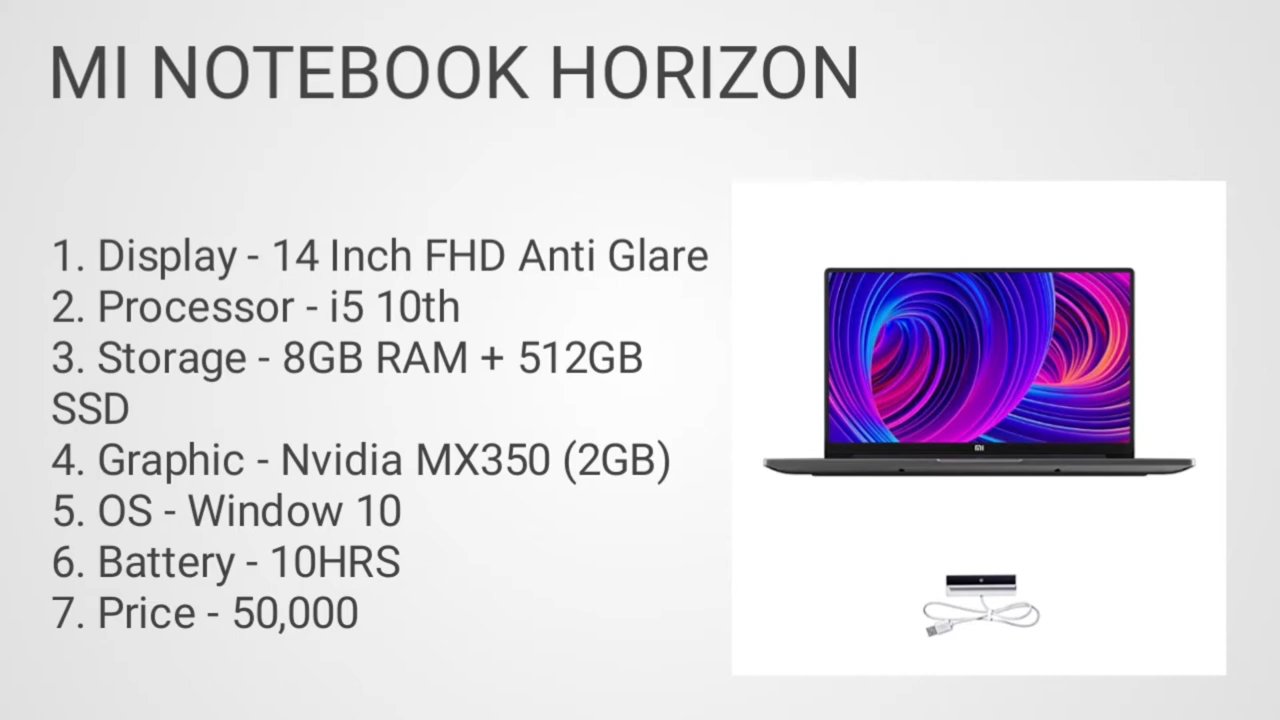 MI NOTEBOOK HORIZON
1. Display - 14 Inch FHD Anti Glare
2. Processor - i5 10th
3. Storage - 8GB RAM + 512GB
SSD
4. Graphic - Nvidia MX350 (2GB)
5. OS - Window 10
6. Battery - 10HRS
7. Price - 50,000
mi